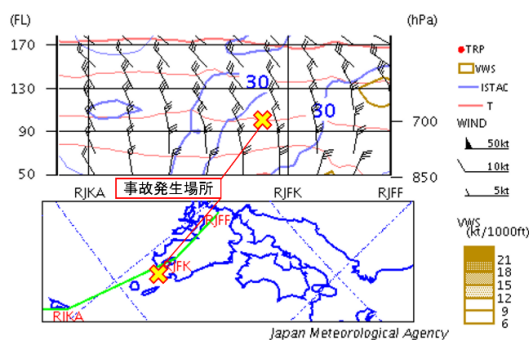 (FL)
(hPa)
170
130
90
50
30
30
700
850
RJKA
RJFK
RJFF
事故発生場所
RJFF
RJFK
RJKA
TRP
VWS
ISTAC
T
WIND
50kt
10kt
5kt
VWS
(kt/1000ft)
21
18
15
12
9
6
Japan Meteorological Agency